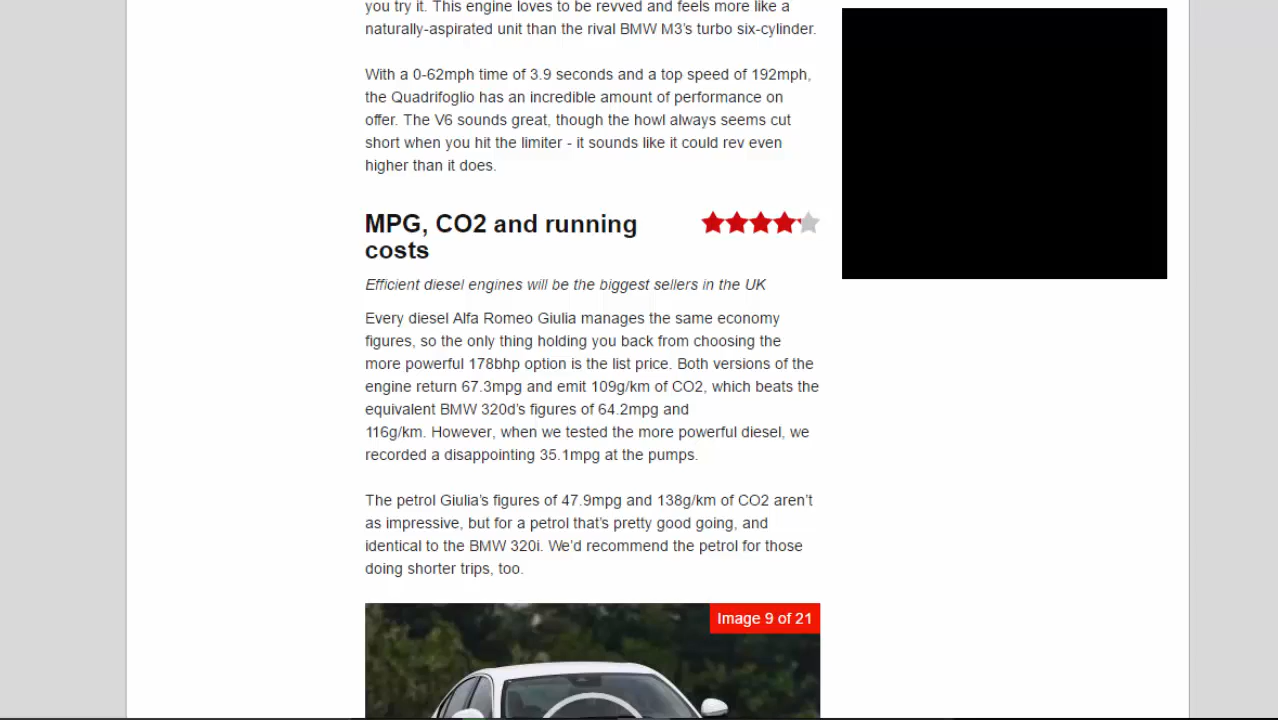 you try it. This engine loves to be revved and feels more like a
naturally-aspirated unit than the rival BMW M3's turbo six-cylinder.
With a 0-62mph time of 3.9 seconds and a top speed of 192mph,
the Quadrifoglio has an incredible amount of performance on
offer. The V6 sounds great, though the howl always seems cut
short when you hit the limiter - it sounds like it could rev even
higher than it does.
MPG, CO2 and running
costs
Efficient diesel engines will be the biggest sellers in the UK
Every diesel Alfa Romeo Giulia manages the same economy
figures, so the only thing holding you back from choosing the
more powerful 178bhp option is the list price. Both versions of the
engine return 67.3mpg and emit 109g/km of CO2, which beats the
equivalent BMW 320d's figures of 64.2mpg and
116g/km. However, when we tested the more powerful diesel, we
recorded a disappointing 35.1mpg at the pumps.
The petrol Giulia's figures of 47.9mpg and 138g/km of CO2 aren't
as impressive, but for a petrol that's pretty good going, and
identical to the BMW 320i. We'd recommend the petrol for those
doing shorter trips, too.
Image 9 of 21